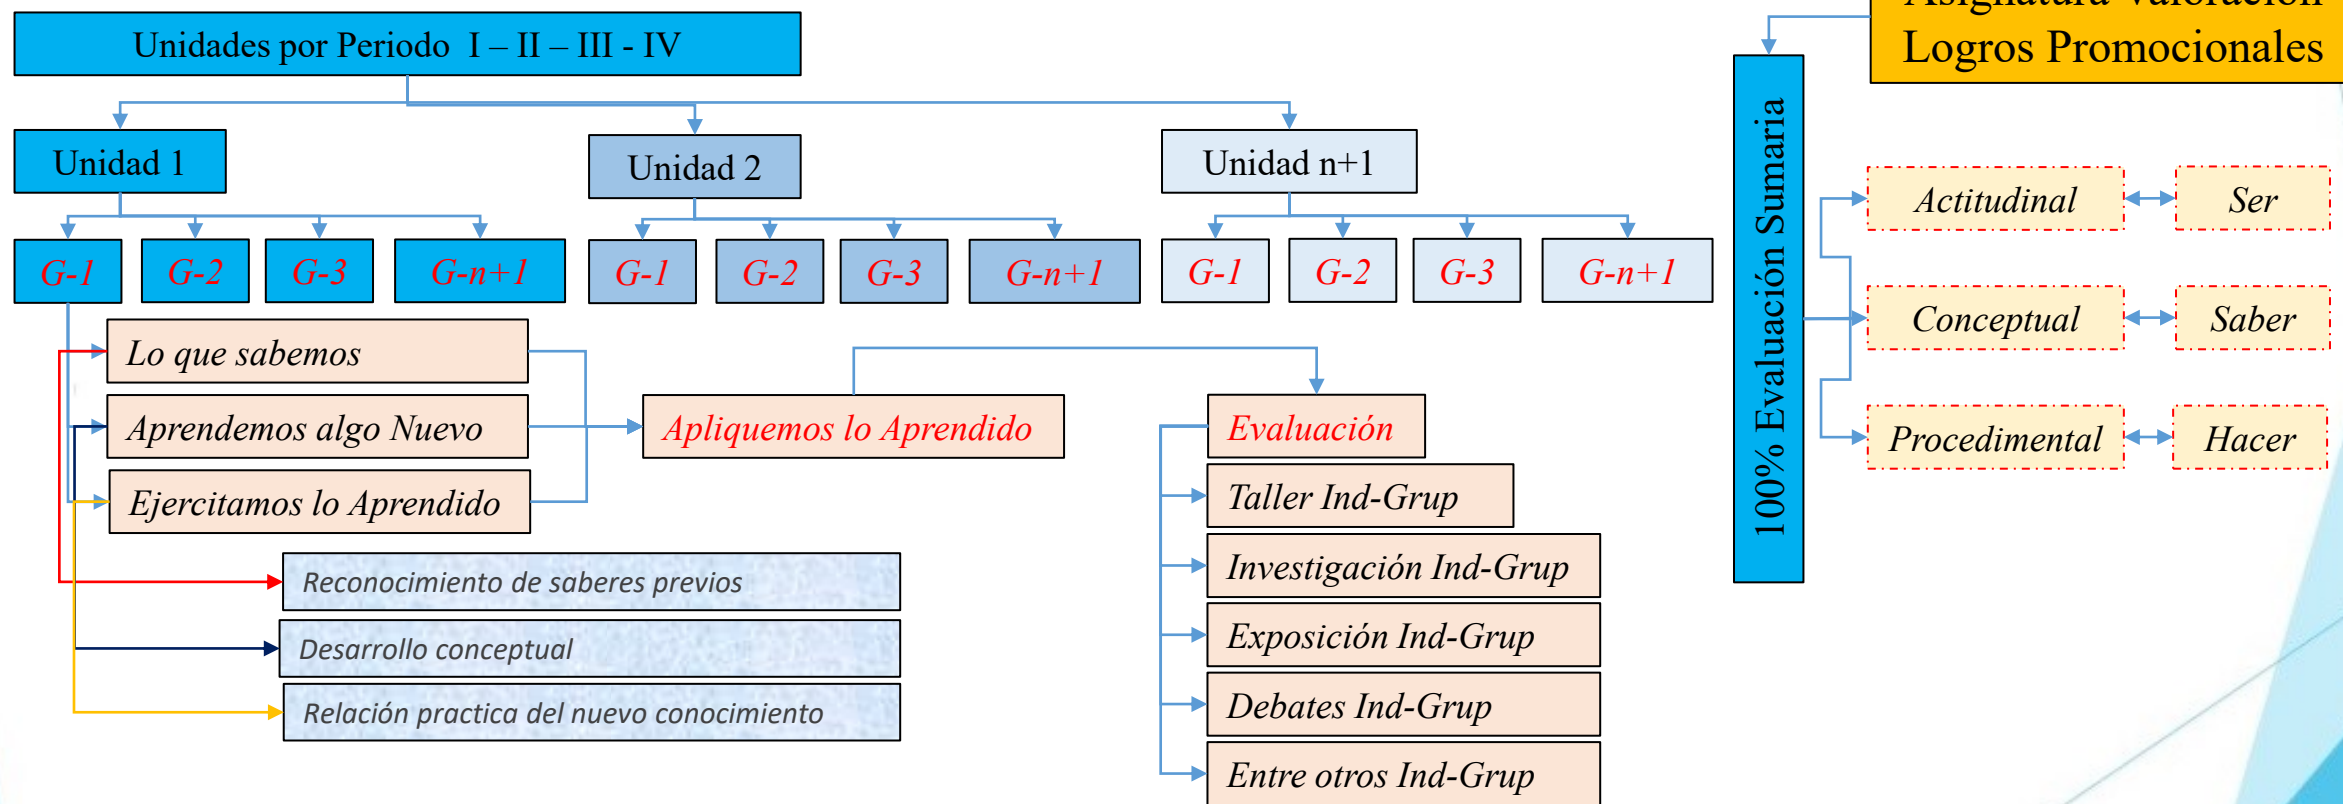 Unidades por Periodo I – II – III - IV
Unidad 1
Unidad 2
Unidad n+1
G-1
G-2
G-3
G-n+1
G-1
G-2
G-3
G-n+1
G-1
G-2
G-3
G-n+1
Lo que sabemos
Aprendemos algo Nuevo
Ejercitamos lo Aprendido
Apliquemos lo Aprendido
Reconocimiento de saberes previos
Desarrollo conceptual
Relación practica del nuevo conocimiento
Evaluación
Taller Ind-Grup
Investigación Ind-Grup
Exposición Ind-Grup
Debates Ind-Grup
Entre otros Ind-Grup
Asignatura Valoración
Logros Promocionales
100% Evaluación Sumaria
Actitudinal
Ser
Conceptual
Saber
Procedimental
Hacer